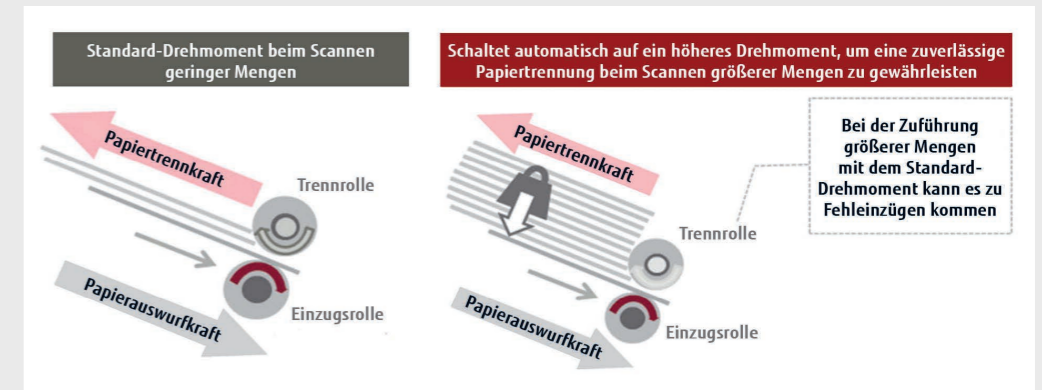 Standard-Drehmoment beim Scannen
geringer Mengen
Papiertrennkraft
Trennrolle
Einzugsrolle
Papierauswurfkraft
Schaltet automatisch auf ein höheres Drehmoment, um eine zuverlässige
Papiertrennung beim Scannen größerer Mengen zu gewährleisten
Papiertrennkraft
Trennrolle
Einzugsrolle
Papierauswurfkraft
Bei der Zuführung
größerer Mengen
mit dem Standard-
Drehmoment kann es zu
Fehleinzügen kommen